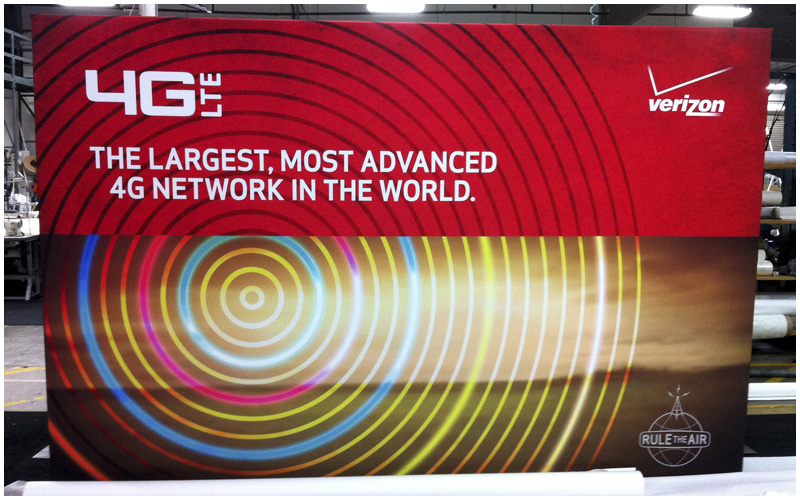 4G LTE
verizon
THE LARGEST, MOST ADVANCED
4G NETWORK IN THE WORLD.
RULE THE AIR